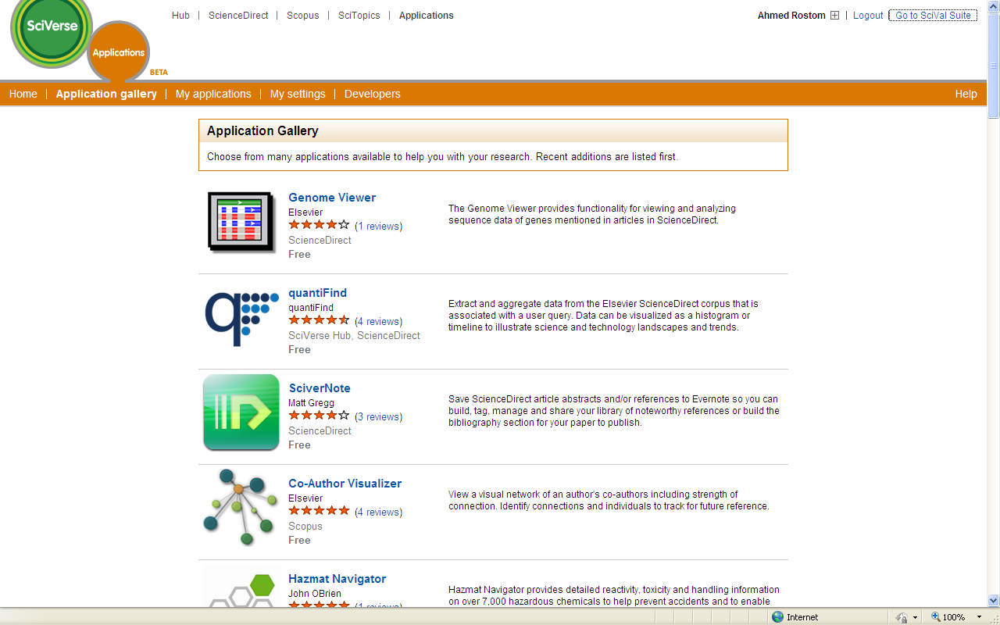 SciVerse
Applications
BETA
Hub | ScienceDirect | Scopus | SciTopics | Applications
Ahmed Rostom | Logout Go to SciVal Suite
Home | Application gallery | My applications | My settings | Developers
Help
Application Gallery
Choose from many applications available to help you with your research. Recent additions are listed first.
Genome Viewer
Elsevier
(1 reviews)
ScienceDirect
Free
The Genome Viewer provides functionality for viewing and analyzing
sequence data of genes mentioned in articles in ScienceDirect.
quantiFind
quantiFind
(4 reviews)
SciVerse Hub, ScienceDirect
Free
Extract and aggregate data from the Elsevier ScienceDirect corpus that is
associated with a user query. Data can be visualized as a histogram or
timeline to illustrate science and technology landscapes and trends.
SciverNote
Matt Gregg
(3 reviews)
ScienceDirect
Free
Save ScienceDirect article abstracts and/or references to Evernote so you can
build, tag, manage and share your library of noteworthy references or build the
bibliography section for your paper to publish.
Co-Author Visualizer
Elsevier
(4 reviews)
Scopus
Free
View a visual network of an author's co-authors including strength of
connection. Identify connections and individuals to track for future reference.
Hazmat Navigator
John OBrien
(1 reviews)
Hazmat Navigator provides detailed reactivity, toxicity and handling information
on over 7,000 hazardous chemicals to help prevent accidents and to enable
Internet
100%